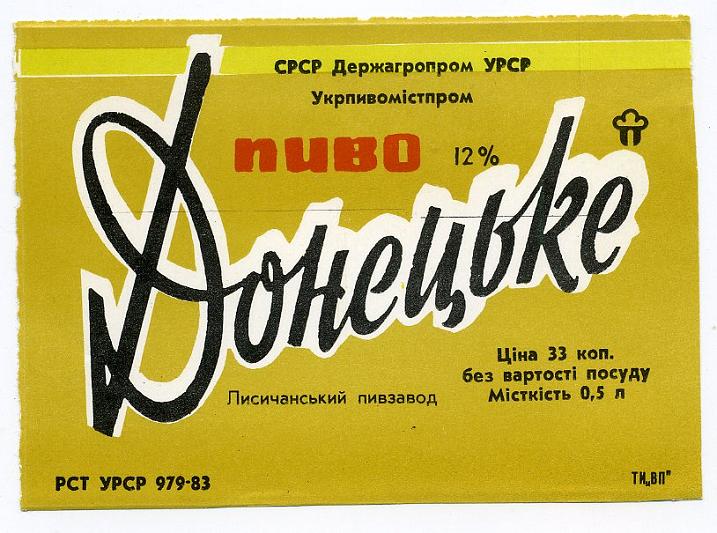 СРСР Держагропром УРСР
Укрпивомістпром
пиво 12%
Донецьке
Ціна 33 коп.
без вартості посуду
Місткість 0,5 л
Лисичанський пивзавод
РСТ УРСР 979-83
ТИ„ВП"